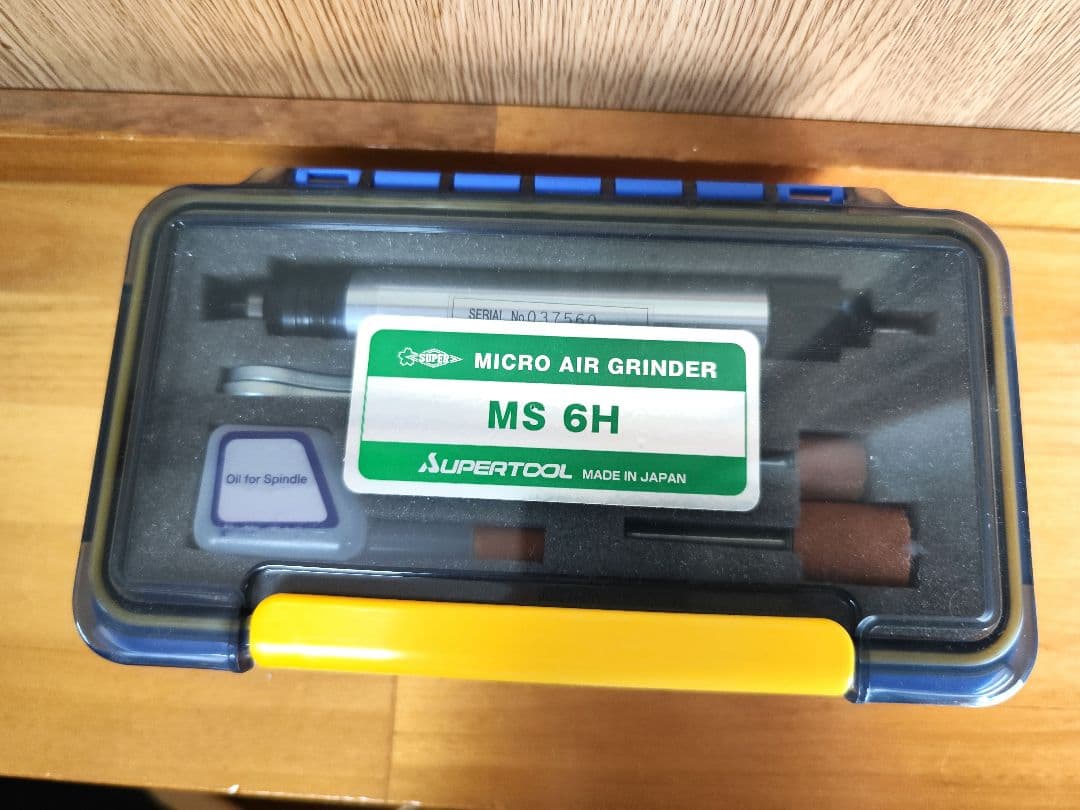 SERIAL No.037560
SUPER MICRO AIR GRINDER
MS 6H
SUPERTOOL MADE IN JAPAN
Oil for Spindle